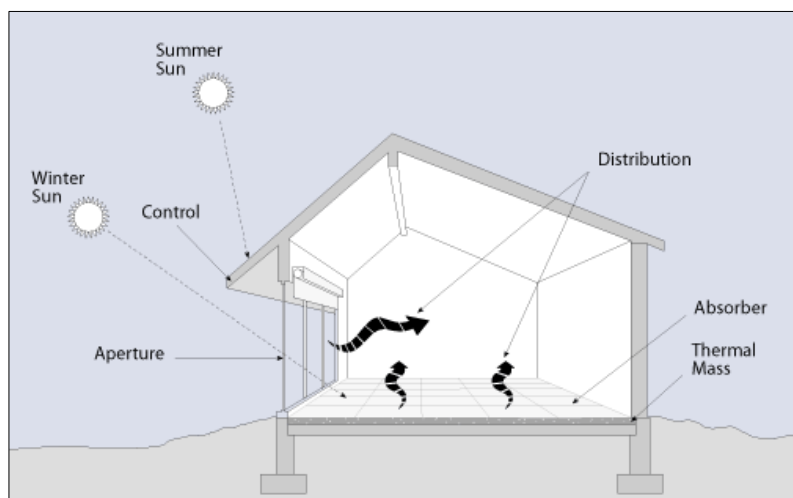 Summer
Sun
Winter
Sun
Control
Distribution
Aperture
Absorber
Thermal
Mass